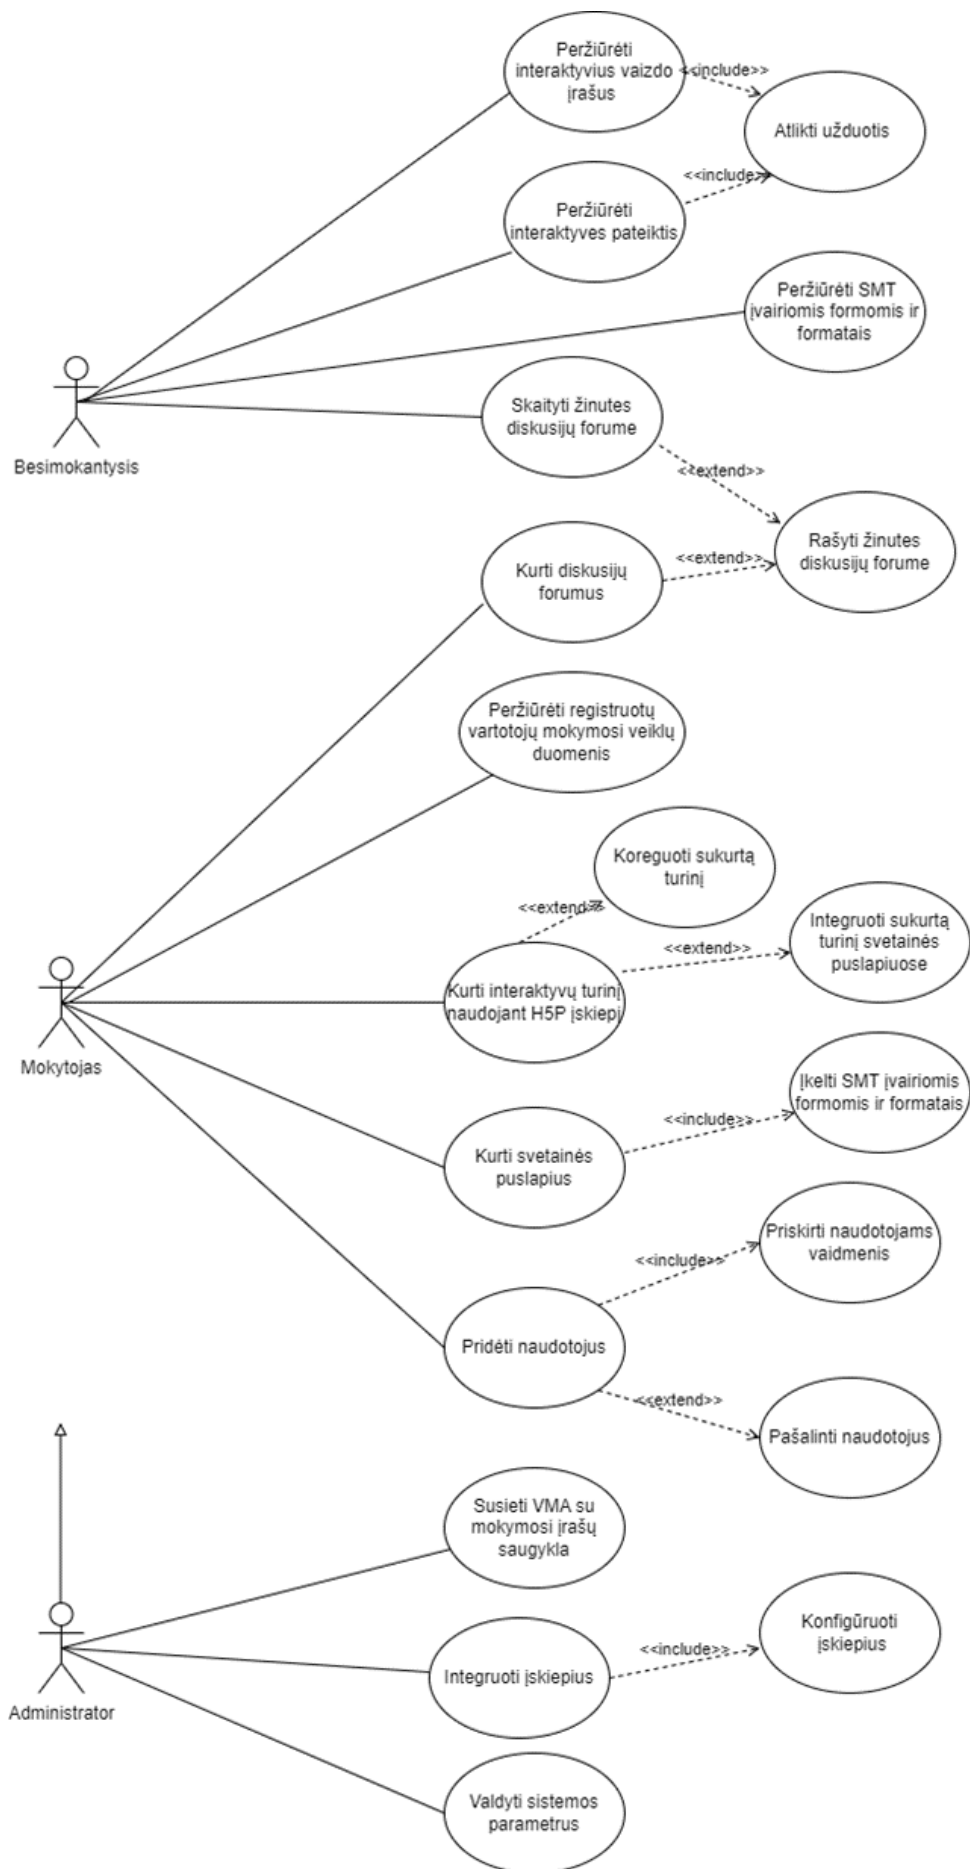 Peržiūrėti
interaktyvius vaizdo
įrašus
<<include>>
Atlikti užduotis
<<include>>
Peržiūrėti
interaktyves pateiktis
Peržiūrėti SMT
įvairiomis formomis ir
formatais
Skaityti žinutes
diskusijų forume
Besimokantysis
<<extend>>
Rašyti žinutes
diskusijų forume
<<extend>>
Kurti diskusijų
forumus
Peržiūrėti registruotų
vartotojų mokymosi veiklų
duomenis
Koreguoti sukurtą
turinį
<<extend>>
Integruoti sukurtą
turinį svetainės
puslapiuose
<<extend>>
Kurti interaktyvų turinį
naudojant H5P įskiepį
Mokytojas
Įkelti SMT įvairiomis
formomis ir formatais
<<include>>
Kurti svetainės
puslapius
Priskirti naudotojams
vaidmenis
<<include>>
Pridėti naudotojus
<<extend>>
Pašalinti naudotojus
Susieti VMA su
mokymosi įrašų
saugykla
Konfigūruoti
įskiepius
<<include>>
Integruoti įskiepius
Administrator
Valdyti sistemos
parametrus